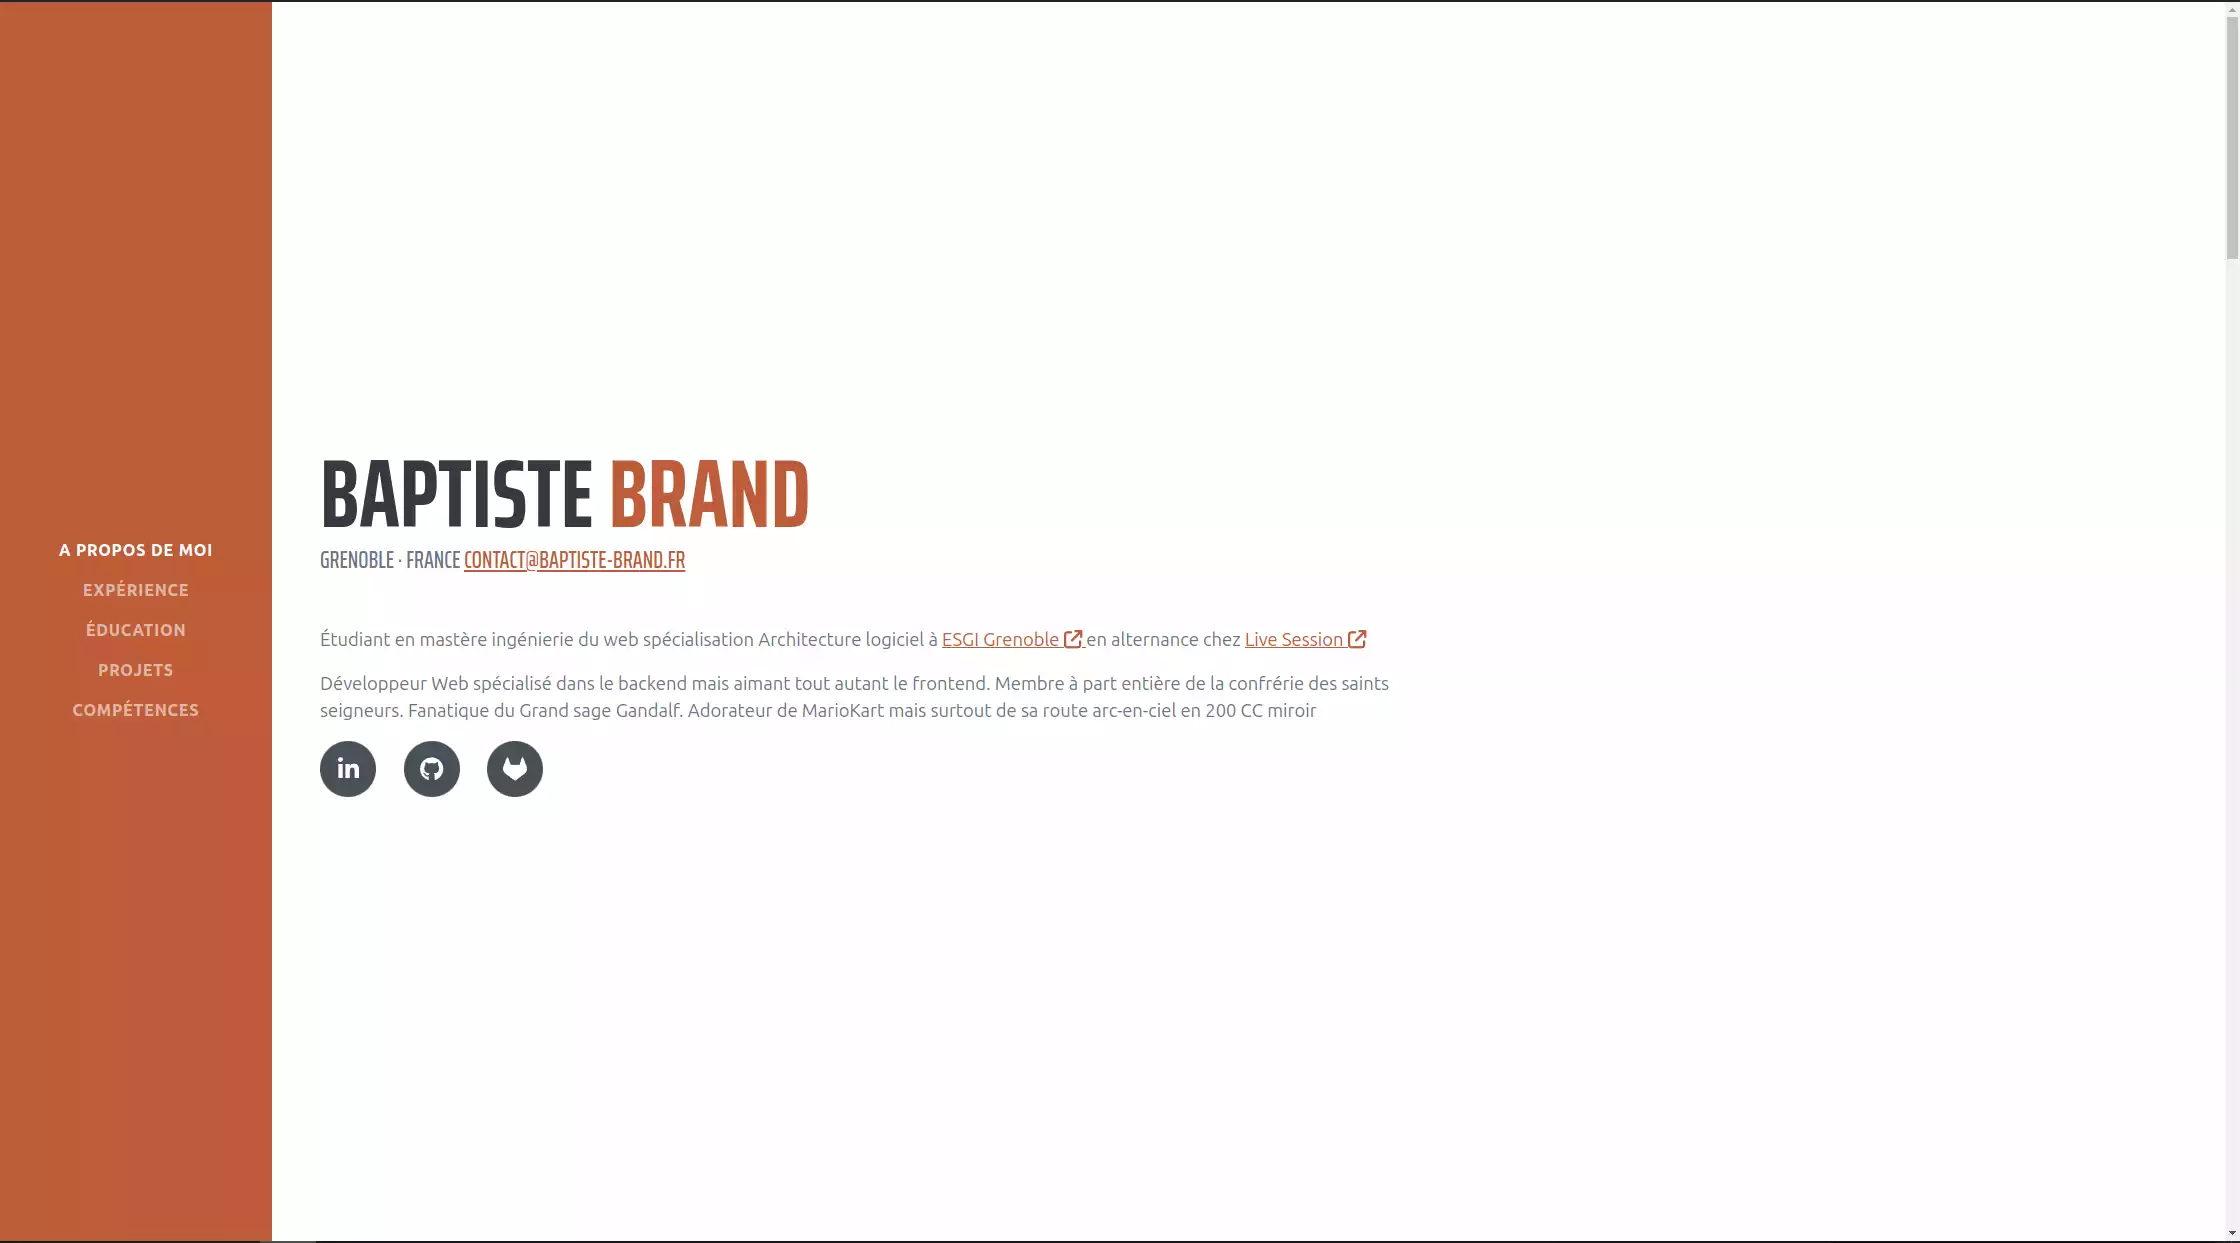 A PROPOS DE MOI
EXPÉRIENCE
ÉDUCATION
PROJETS
COMPÉTENCES
BAPTISTE BRAND
GRENOBLE · FRANCE CONTACT@BAPTISTE-BRAND.FR
Étudiant en mastère ingénierie du web spécialisation Architecture logiciel à ESGI Grenoble en alternance chez Live Session
Développeur Web spécialisé dans le backend mais aimant tout autant le frontend. Membre à part entière de la confrérie des saints
seigneurs. Fanatique du Grand sage Gandalf. Adorateur de MarioKart mais surtout de sa route arc-en-ciel en 200 CC miroir
in